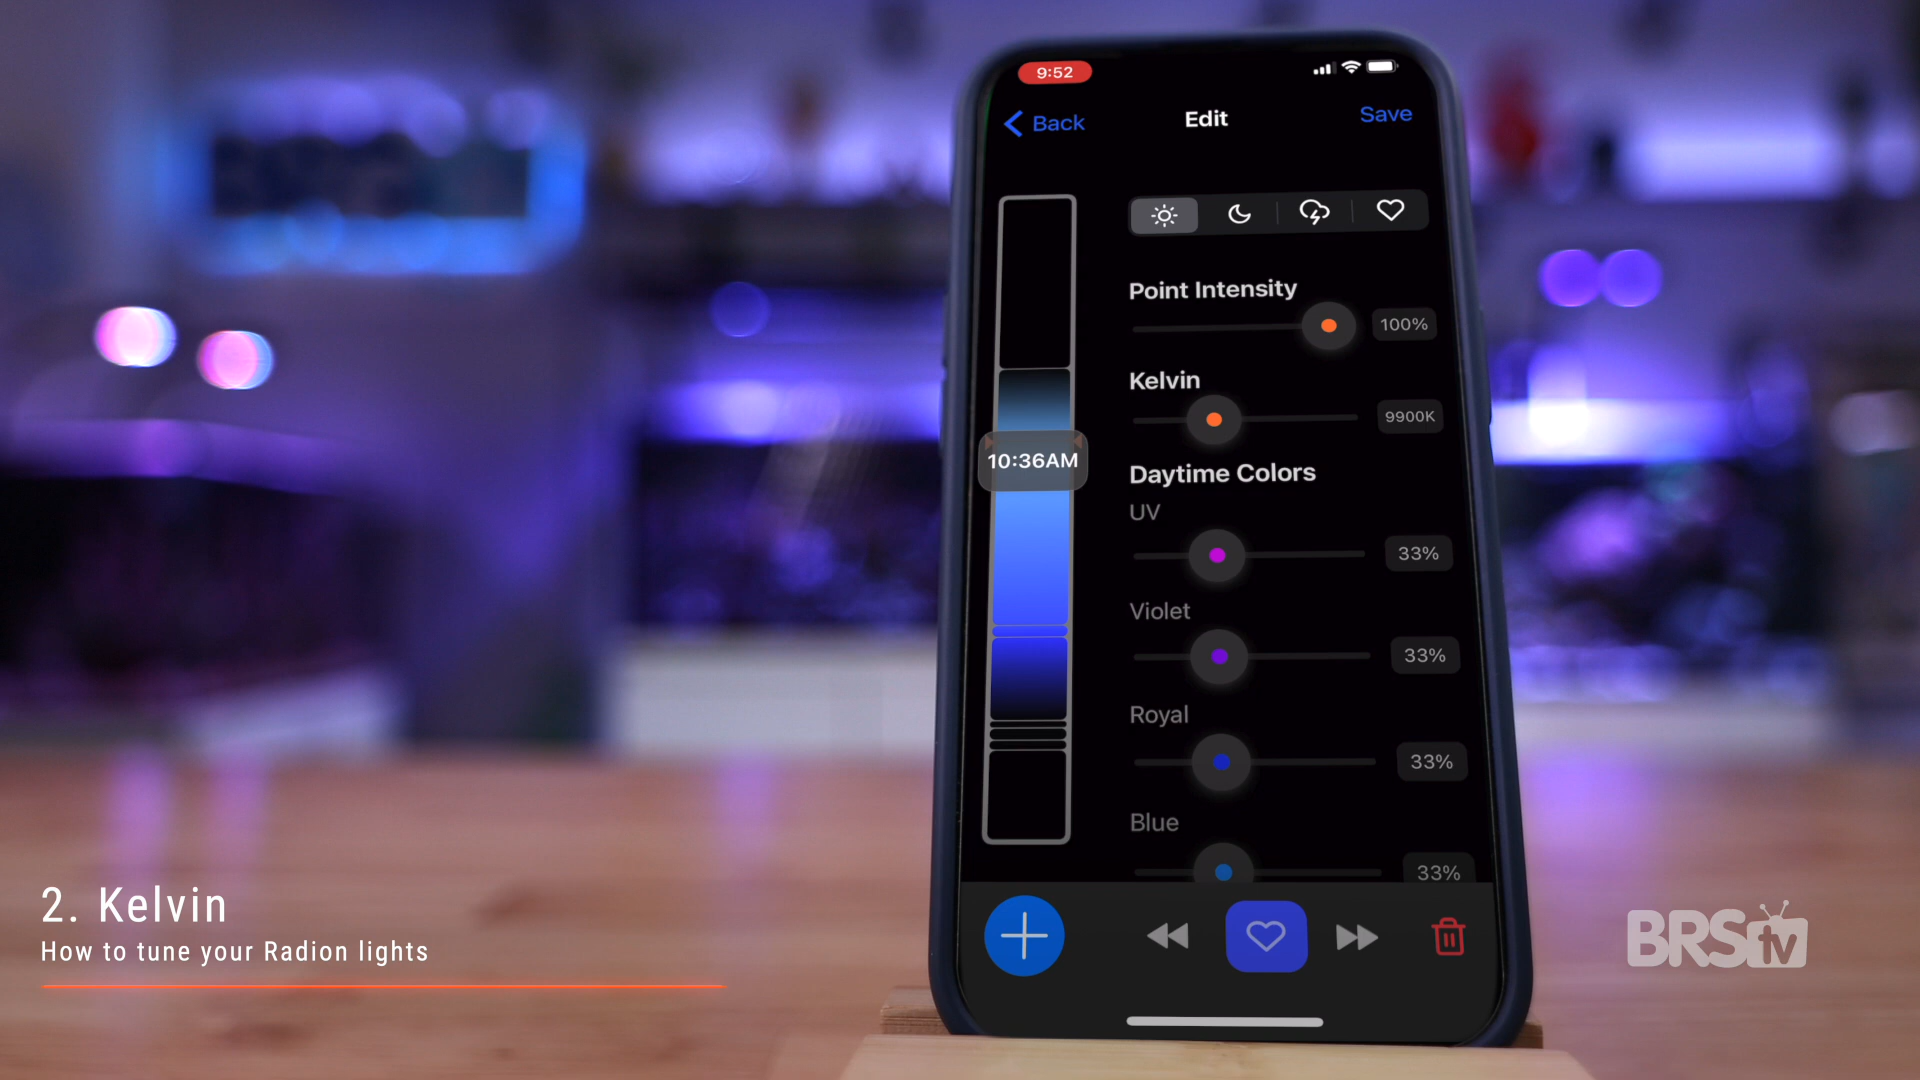 9:52
Back
Edit
Save
Point Intensity
100%
Kelvin
9900K
10:36AM
Daytime Colors
UV
33%
Violet
33%
Royal
33%
Blue
33%
2. Kelvin
How to tune your Radion lights
BRStv